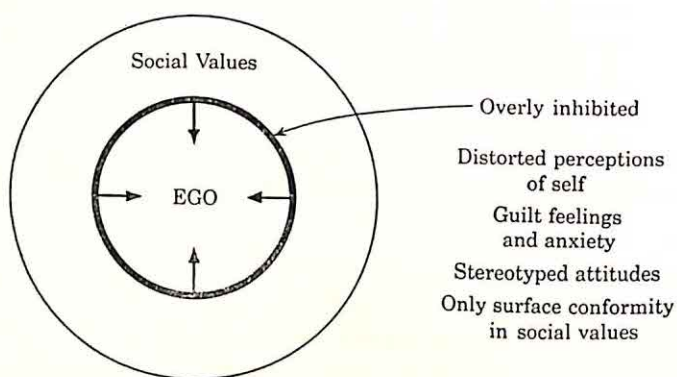 Social Values
EGO
Overly inhibited
Distorted perceptions
of self
Guilt feelings
and anxiety
Stereotyped attitudes
Only surface conformity
in social values